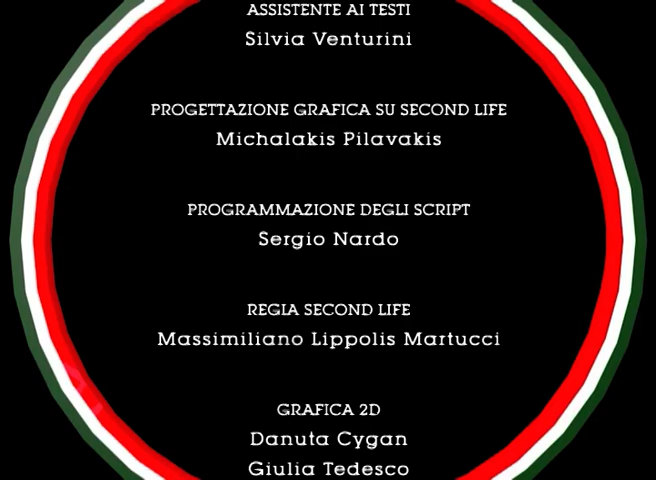 ASSISTENTE AI TESTI
Silvia Venturini
PROGETTAZIONE GRAFICA SU SECOND LIFE
Michalakis Pilavakis
PROGRAMMAZIONE DEGLI SCRIPT
Sergio Nardo
REGIA SECOND LIFE
Massimiliano Lippolis Martucci
GRAFICA 2D
Danuta Cygan
Giulia Tedesco